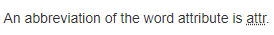 An abbreviation of the word attribute is attr.